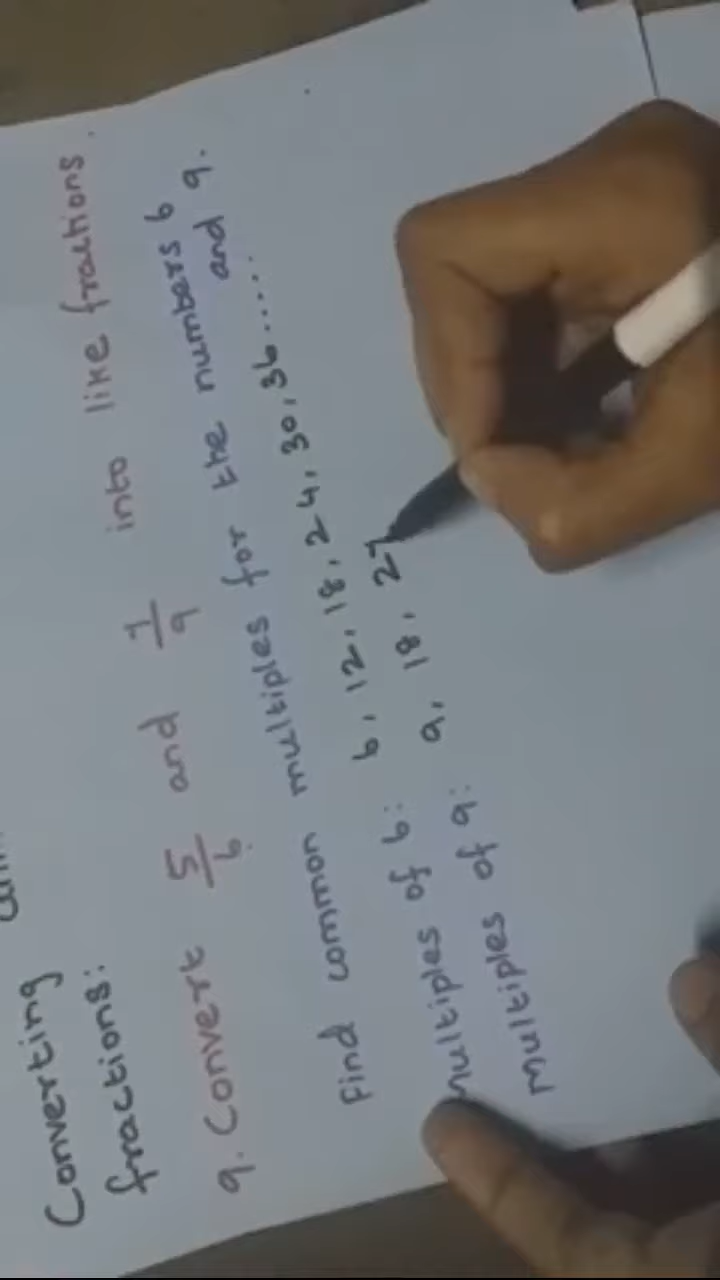 Converting
fractions:
q. Convert 5/6 and 7/9 into like fractions.
Find common multiples for the numbers 6
and 9.
multiples of 6: 6, 12, 18, 24, 30, 36.....
multiples of 9: 9, 18, 27